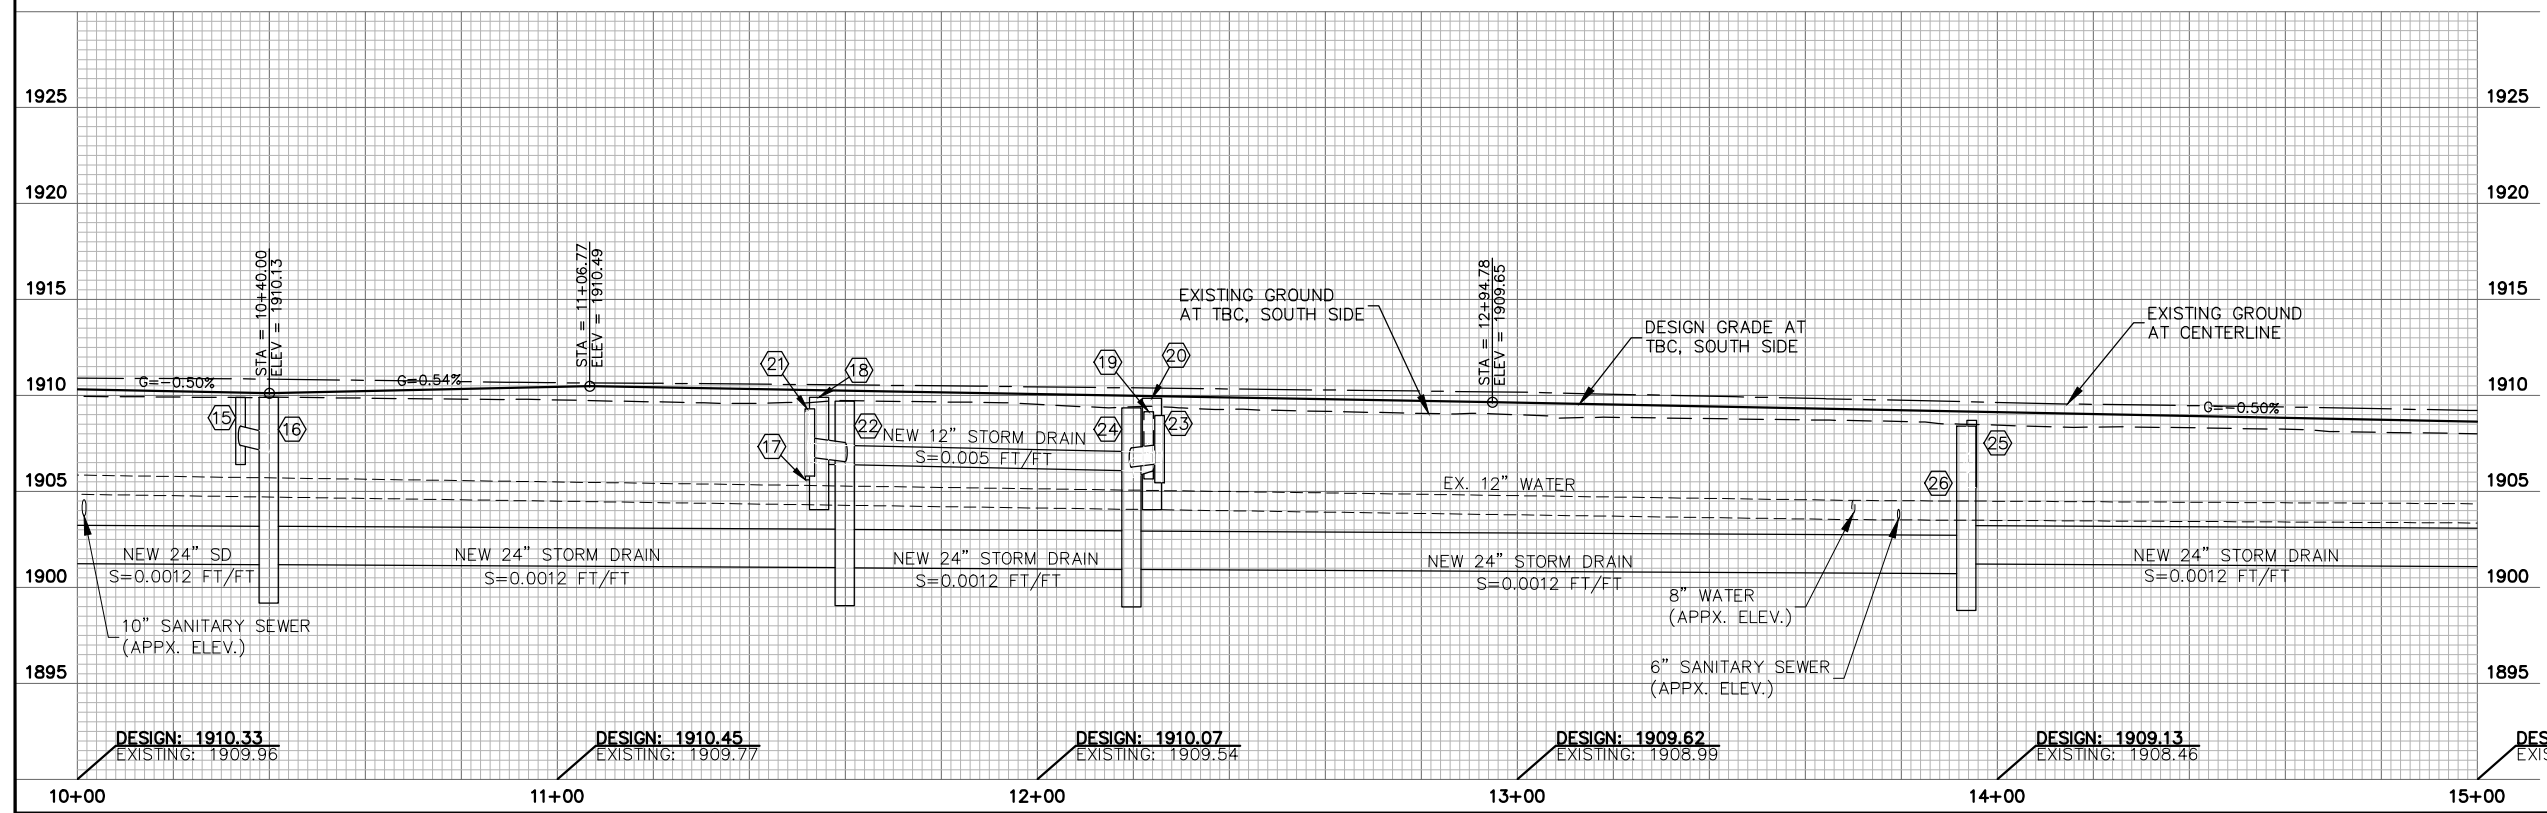 1925
1925
1920
1920
1915
1915
1910
1910
1905
1905
1900
1900
1895
1895
STA = 10+40.00
ELEV = 1910.13
STA = 11+06.77
ELEV = 1910.49
STA = 12+94.78
ELEV = 1909.65
EXISTING GROUND
AT TBC, SOUTH SIDE
DESIGN GRADE AT
TBC, SOUTH SIDE
EXISTING GROUND
AT CENTERLINE
G=-0.50%
G=0.54%
G=-0.50%
15
16
21
18
17
22
19
20
24
23
25
26
NEW 12" STORM DRAIN
S=0.005 FT/FT
EX. 12" WATER
NEW 24" SD
S=0.0012 FT/FT
NEW 24" STORM DRAIN
S=0.0012 FT/FT
NEW 24" STORM DRAIN
S=0.0012 FT/FT
NEW 24" STORM DRAIN
S=0.0012 FT/FT
NEW 24" STORM DRAIN
S=0.0012 FT/FT
8" WATER
(APPX. ELEV.)
10" SANITARY SEWER
(APPX. ELEV.)
6" SANITARY SEWER
(APPX. ELEV.)
DESIGN: 1910.33
EXISTING: 1909.96
DESIGN: 1910.45
EXISTING: 1909.77
DESIGN: 1910.07
EXISTING: 1909.54
DESIGN: 1909.62
EXISTING: 1908.99
DESIGN: 1909.13
EXISTING: 1908.46
DES
EXIS
10+00
11+00
12+00
13+00
14+00
15+00